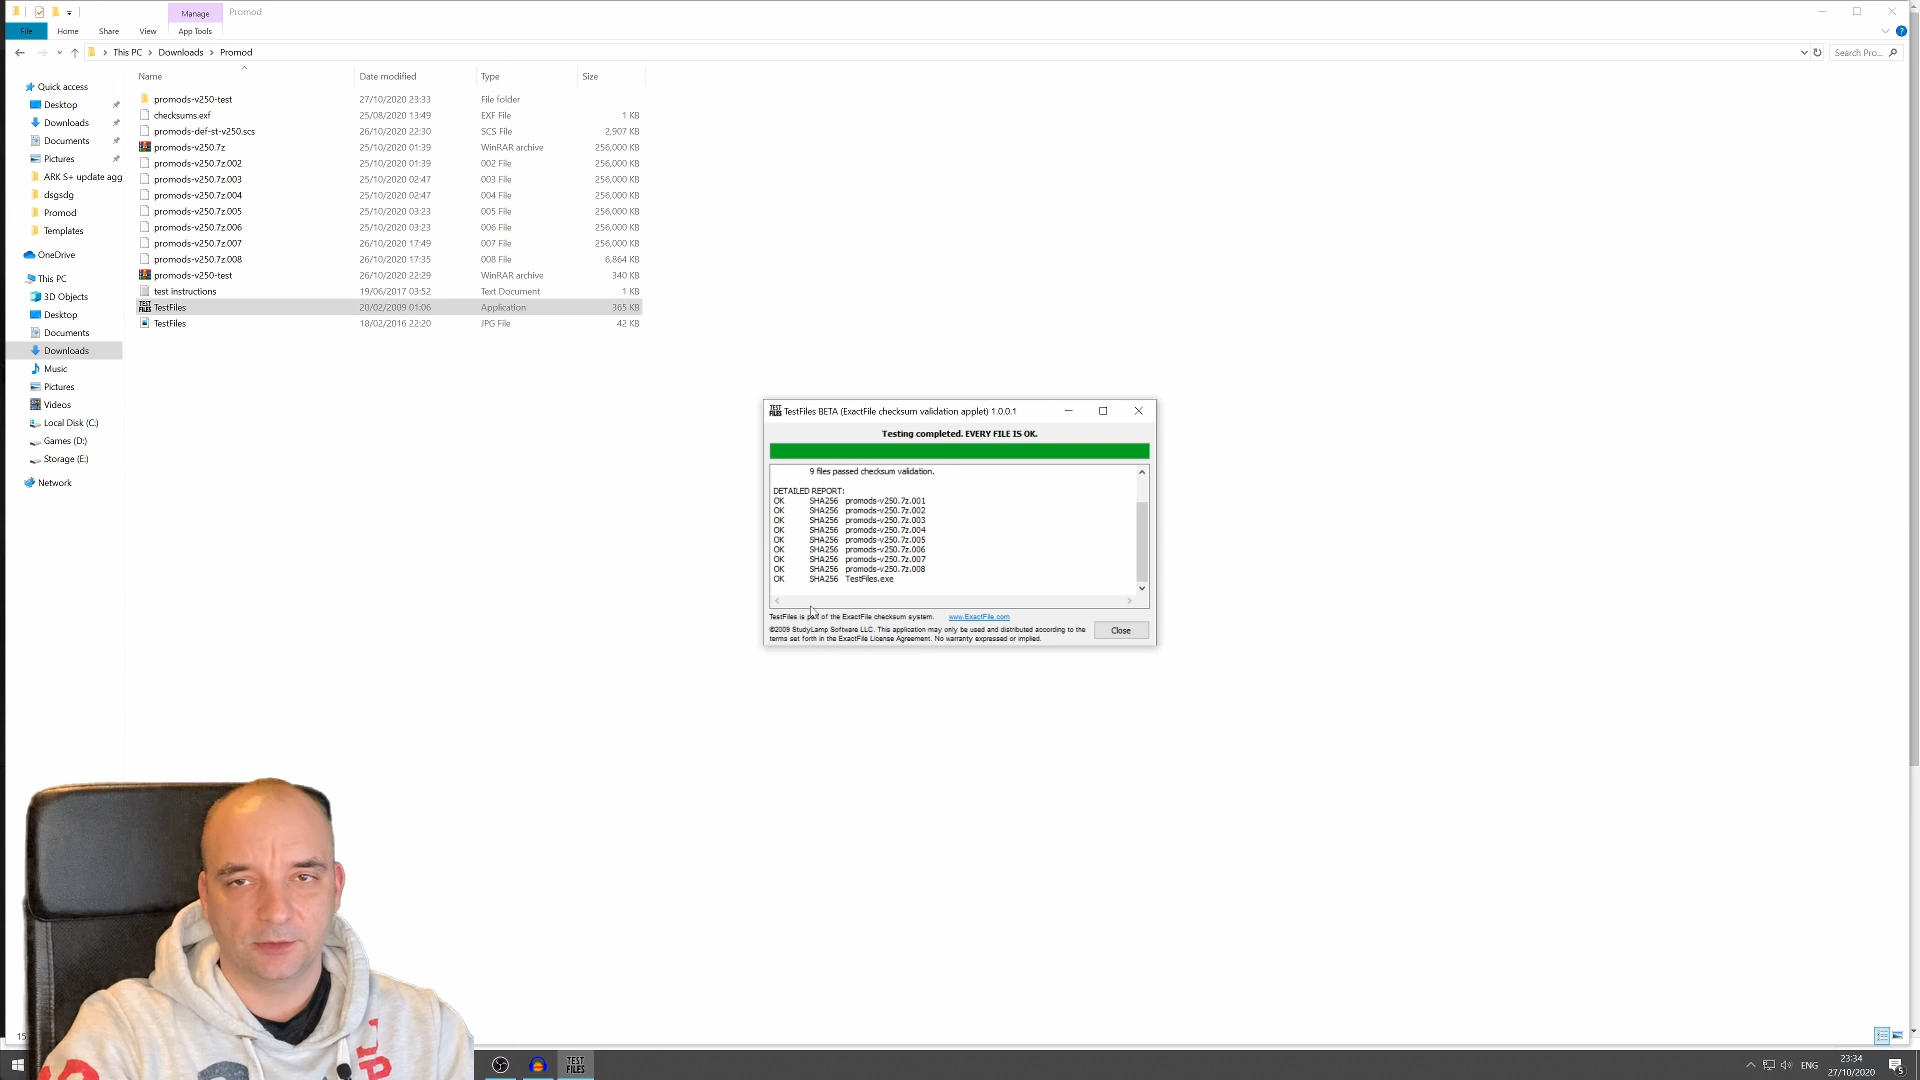 Manage Promod
File Home Share View App Tools
This PC Downloads Promod Search Pro...
Name Date modified Type Size
Quick access
Desktop
Downloads
Documents
Pictures
ARK S+ update agg
dsgsdg
Promod
Templates
OneDrive
This PC
3D Objects
Desktop
Documents
Downloads
Music
Pictures
Videos
Local Disk (C:)
Games (D:)
Storage (E:)
Network
promods-v250-test 27/10/2020 23:33 File folder
checksums.exf 25/08/2020 13:49 EXF File 1 KB
promods-def-st-v250.scs 26/10/2020 22:30 SCS File 2,907 KB
promods-v250.7z 25/10/2020 01:39 WinRAR archive 256,000 KB
promods-v250.7z.002 25/10/2020 01:39 002 File 256,000 KB
promods-v250.7z.003 25/10/2020 02:47 003 File 256,000 KB
promods-v250.7z.004 25/10/2020 02:47 004 File 256,000 KB
promods-v250.7z.005 25/10/2020 03:23 005 File 256,000 KB
promods-v250.7z.006 25/10/2020 03:23 006 File 256,000 KB
promods-v250.7z.007 26/10/2020 17:49 007 File 256,000 KB
promods-v250.7z.008 26/10/2020 17:35 008 File 6,864 KB
promods-v250-test 26/10/2020 22:29 WinRAR archive 340 KB
test instructions 19/06/2017 03:52 Text Document 1 KB
TestFiles 20/02/2009 01:06 Application 365 KB
TestFiles 18/02/2016 22:20 JPG File 42 KB
TEST FILES TestFiles BETA (ExactFile checksum validation applet) 1.0.0.1
Testing completed. EVERY FILE IS OK.
9 files passed checksum validation.
DETAILED REPORT:
OK SHA256 promods-v250.7z.001
OK SHA256 promods-v250.7z.002
OK SHA256 promods-v250.7z.003
OK SHA256 promods-v250.7z.004
OK SHA256 promods-v250.7z.005
OK SHA256 promods-v250.7z.006
OK SHA256 promods-v250.7z.007
OK SHA256 promods-v250.7z.008
OK SHA256 TestFiles.exe
TestFiles is part of the ExactFile checksum system. www.ExactFile.com
©2009 StudyLamp Software LLC. This application may only be used and distributed according to the
terms set forth in the ExactFile License Agreement. No warranty expressed or implied.
Close
15
TEST FILES
ENG 23:34
27/10/2020 5